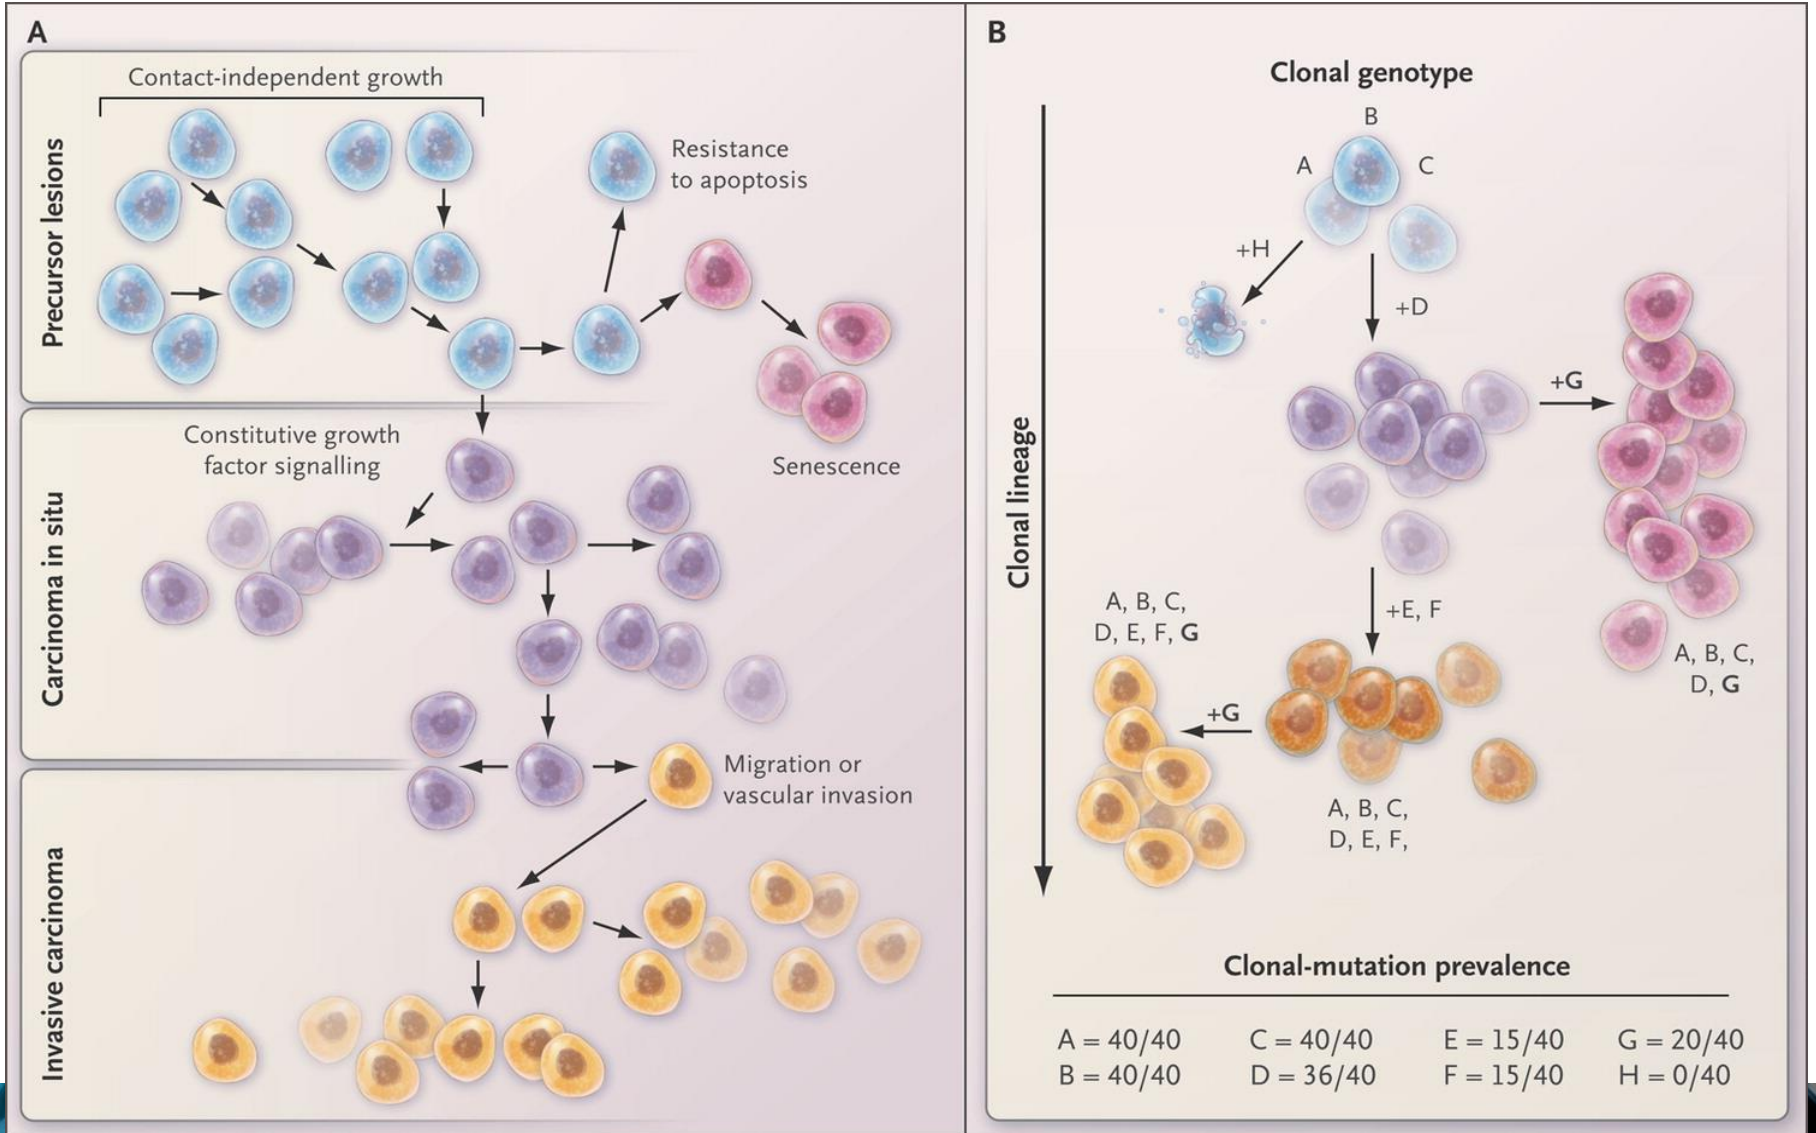 A
Contact-independent growth
Precursor lesions
Resistance
to apoptosis
Senescence
Constitutive growth
factor signalling
Carcinoma in situ
Migration or
vascular invasion
Invasive carcinoma
B
Clonal genotype
B
A
C
+H
+D
+G
Clonal lineage
+E, F
A, B, C,
D, E, F, G
A, B, C,
D, G
+G
A, B, C,
D, E, F,
Clonal-mutation prevalence
A = 40/40 C = 40/40 E = 15/40 G = 20/40
B = 40/40 D = 36/40 F = 15/40 H = 0/40